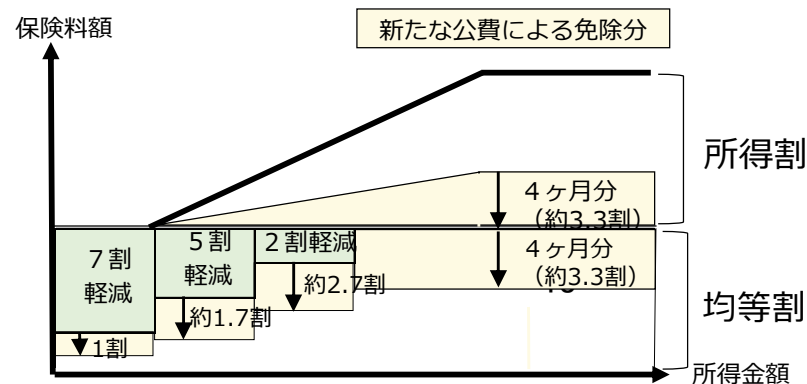 保険料額
新たな公費による免除分
所得割
４ヶ月分
（約3.3割）
７割
軽減
５割
軽減
２割軽減
４ヶ月分
（約3.3割）
約2.7割
約1.7割
1割
均等割
所得金額